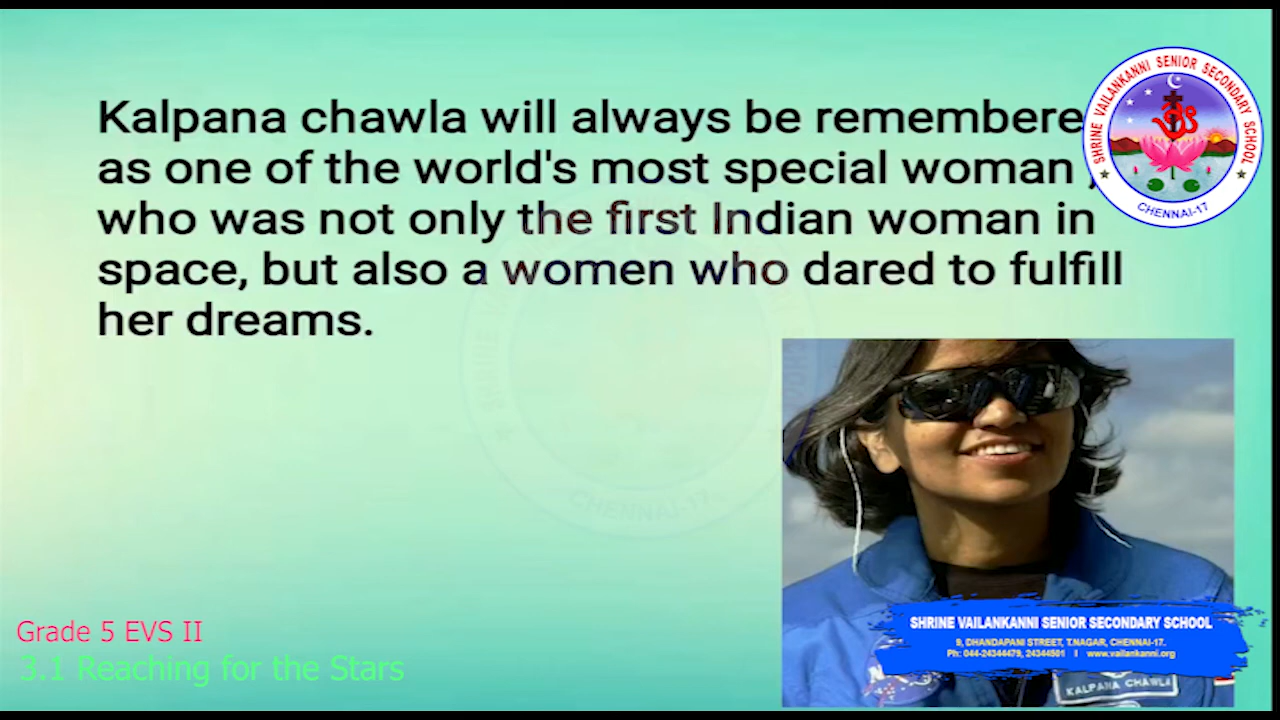 Kalpana chawla will always be remembere
as one of the world's most special woman ,
who was not only the first Indian woman in
space, but also a women who dared to fulfill
her dreams.
SHRINE VAILANKANNI SENIOR SECONDARY SCHOOL
CHENNAI-17
CHENNAI-17
SHRINE VAILANKANNI SENIOR SECONDARY SCHOOL
9, DHANDAPANI STREET, T.NAGAR, CHENNAI-17.
Ph: 044-24344479, 24344501 | www.vailankanni.org
KALPANA CHAWLA
Grade 5 EVS II
3.1 Reaching for the Stars